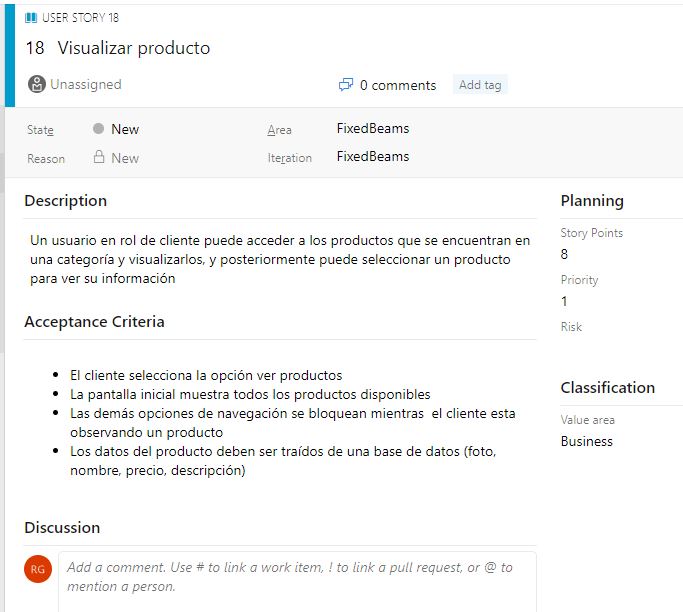 USER STORY 18
18 Visualizar producto
Unassigned
0 comments
Add tag
State
New
Area
FixedBeams
Reason
New
Iteration
FixedBeams
Description
Un usuario en rol de cliente puede acceder a los productos que se encuentran en
una categoría y visualizarlos, y posteriormente puede seleccionar un producto
para ver su información
Acceptance Criteria
El cliente selecciona la opción ver productos
La pantalla inicial muestra todos los productos disponibles
Las demás opciones de navegación se bloquean mientras el cliente esta
observando un producto
Los datos del producto deben ser traídos de una base de datos (foto,
nombre, precio, descripción)
Discussion
RG
Add a comment. Use # to link a work item, ! to link a pull request, or @ to
mention a person.
Planning
Story Points
8
Priority
1
Risk
Classification
Value area
Business